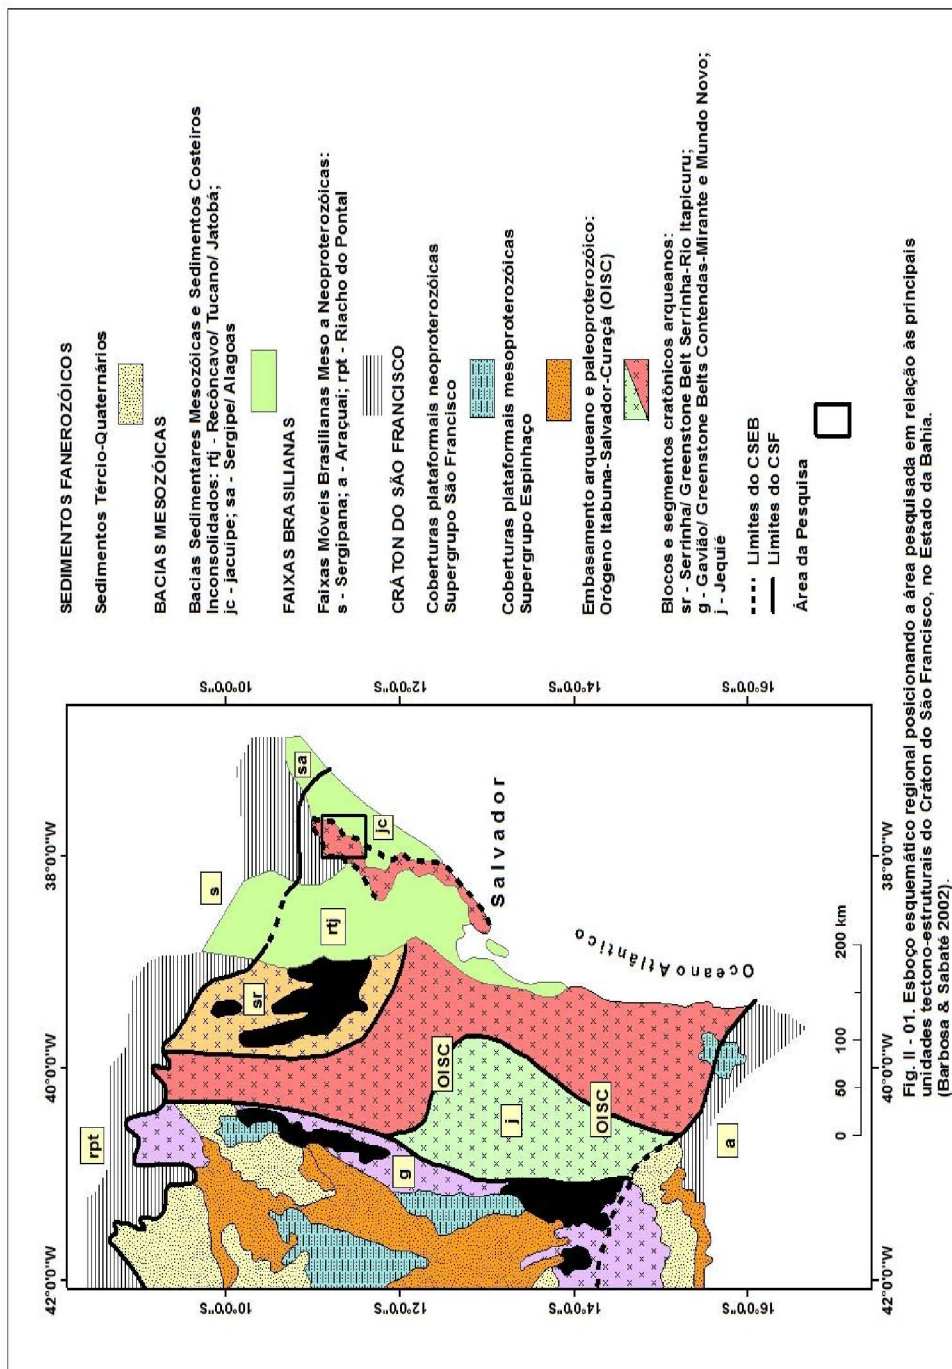 42°0'0"W
40°0'0"W
38°0'0"W
10°0'0"S
12°0'0"S
14°0'0"S
16°0'0"S
rpt
s
sr
rtj
sa
jc
g
OISC
j
OISC
a
Salvador
Oceano Atlântico
0 50 100 200 km
42°0'0"W
40°0'0"W
38°0'0"W
10°0'0"S
12°0'0"S
14°0'0"S
16°0'0"S
SEDIMENTOS FANEROZÓICOS
Sedimentos Tércio-Quaternários
BACIAS MESOZÓICAS
Bacias Sedimentares Mesozóicas e Sedimentos Costeiros
Inconsolidados: rtj - Recôncavo/ Tucano/ Jatobá;
jc - jacuipe; sa - Sergipe/ Alagoas
FAIXAS BRASILIANAS
Faixas Móveis Brasilianas Meso a Neoproterozóicas:
s - Sergipana; a - Araçuai; rpt - Riacho do Pontal
CRÁTON DO SÃO FRANCISCO
Coberturas plataformais neoproterozóicas
Supergrupo São Francisco
Coberturas plataformais mesoproterozóicas
Supergrupo Espinhaço
Embasamento arqueano e paleoproterozóico:
Orógeno Itabuna-Salvador-Curaçá (OISC)
Blocos e segmentos cratônicos arqueanos:
sr - Serrinha/ Greenstone Belt Serrinha-Rio Itapicuru;
g - Gavião/ Greenstone Belts Contendas-Mirante e Mundo Novo;
j - Jequié
Limites do CSEB
Limites do CSF
Área da Pesquisa
Fig. II - 01. Esboço esquemático regional posicionando a área pesquisada em relação às principais
unidades tectono-estruturais do Cráton do São Francisco, no Estado da Bahia.
(Barbosa & Sabaté 2002).